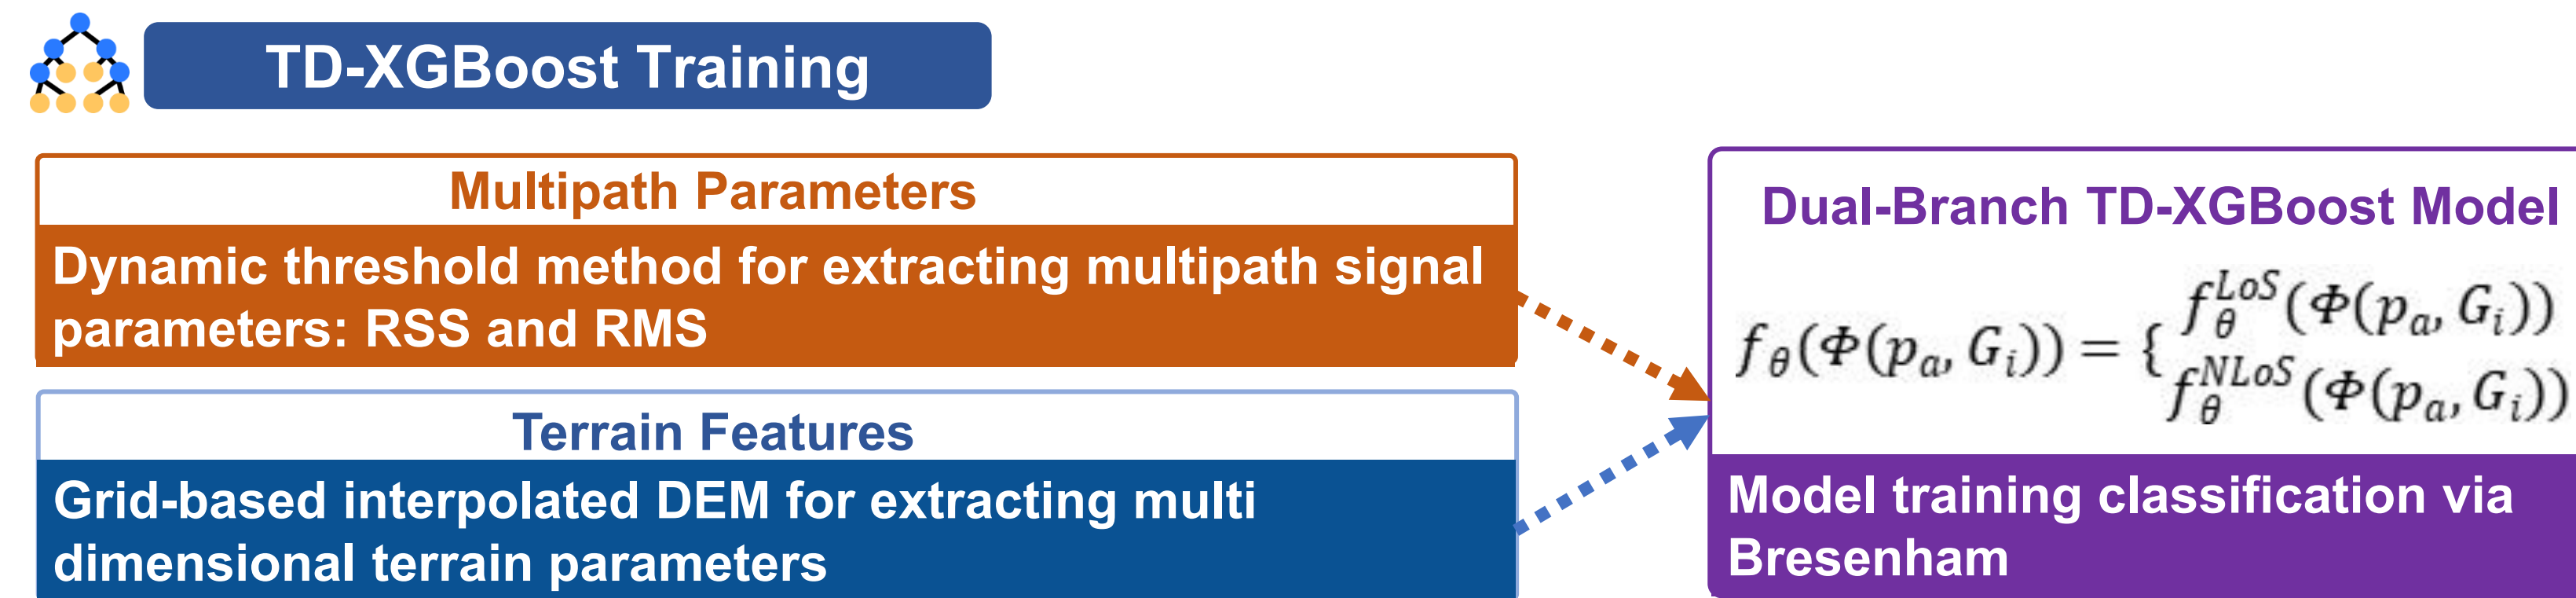 TD-XGBoost Training
Multipath Parameters
Dynamic threshold method for extracting multipath signal
parameters: RSS and RMS
Terrain Features
Grid-based interpolated DEM for extracting multi
dimensional terrain parameters
Dual-Branch TD-XGBoost Model
f_θ(Φ(p_a, G_i)) = { f_θ^{LoS}(Φ(p_a, G_i))
f_θ^{NLoS}(Φ(p_a, G_i))
Model training classification via
Bresenham